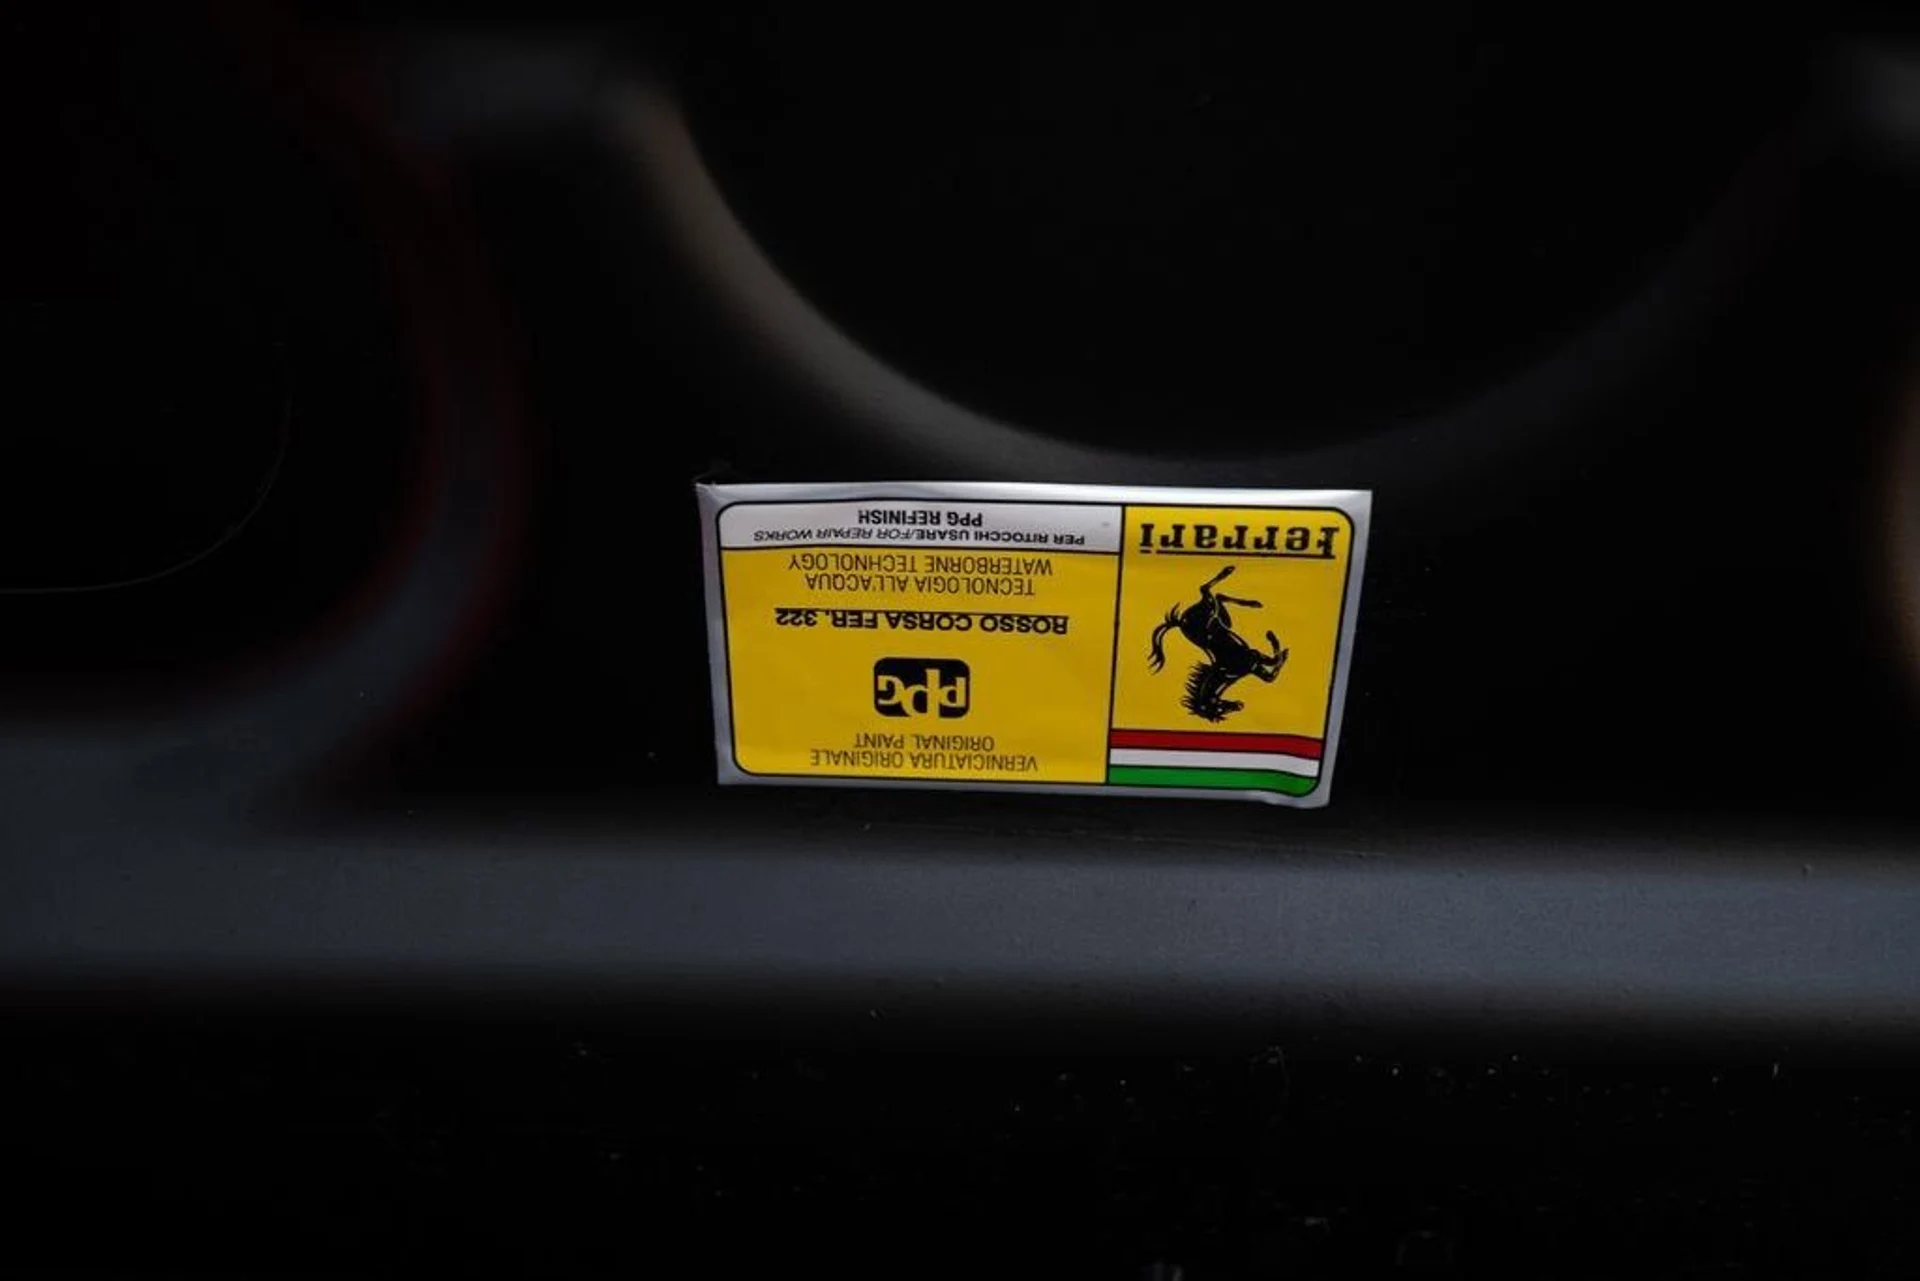 VERNICIATURA ORIGINALE
ORIGINAL PAINT
PPG
ROSSO CORSA FER. 322
TECNOLOGIA ALL'ACQUA
WATERBORNE TECHNOLOGY
PER RITOCCHI USARE/FOR REPAIR WORKS
PPG REFINISH
Ferrari